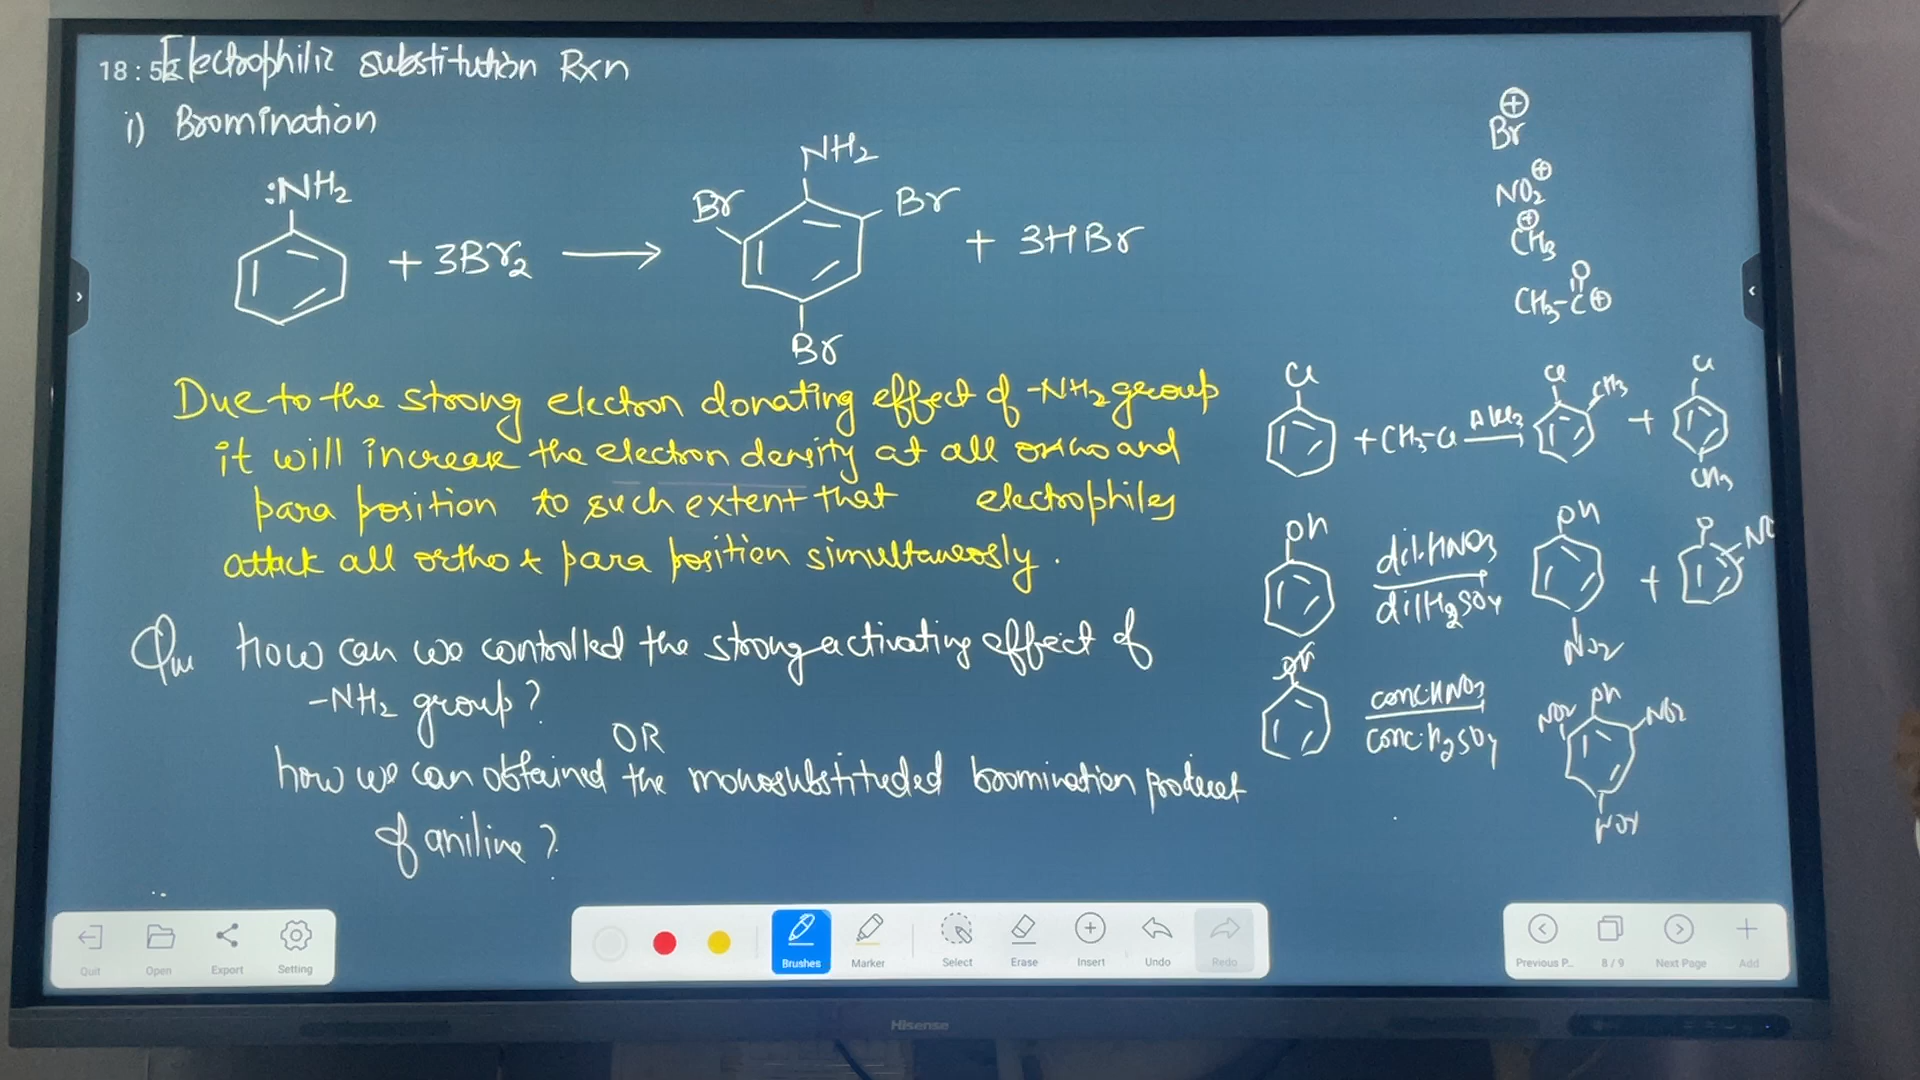 18:52
Electrophilic substitution Rxn
i) Bromination
:NH2
+ 3Br2
NH2
Br
Br
Br
+ 3HBr
Due to the strong electron donating effect of -NH2 group
it will increase the electron density at all ortho and
para position to such extent that electrophiles
attack all ortho & para position simultaneously.
Que How can we controlled the strong activating effect of
-NH2 group?
OR
how we can obtained the monosubstituded bromination product
of aniline?
⊕
Br
NO2 ⊕
⊕
CH3
O
CH3-C⊕
Cl
+ CH3-Cl
AlCl3
Cl
CH3
+
Cl
CH3
OH
dil.HNO3
dilH2SO4
OH
NO2
+
OH
conc.HNO3
conc.H2SO4
OH
NO2
NO2
NO2
Quit
Open
Export
Setting
Brushes
Marker
Select
Erase
Insert
Undo
Redo
Previous P...
8/9
Next Page
Add
Hisense